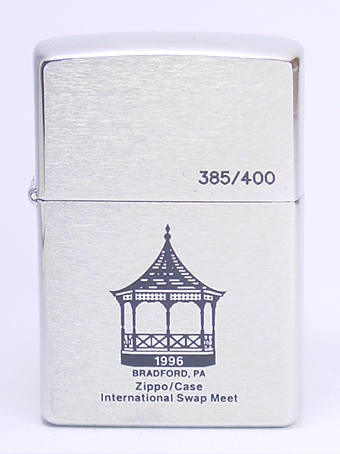 385/400
1996
BRADFORD, PA
Zippo/Case
International Swap Meet